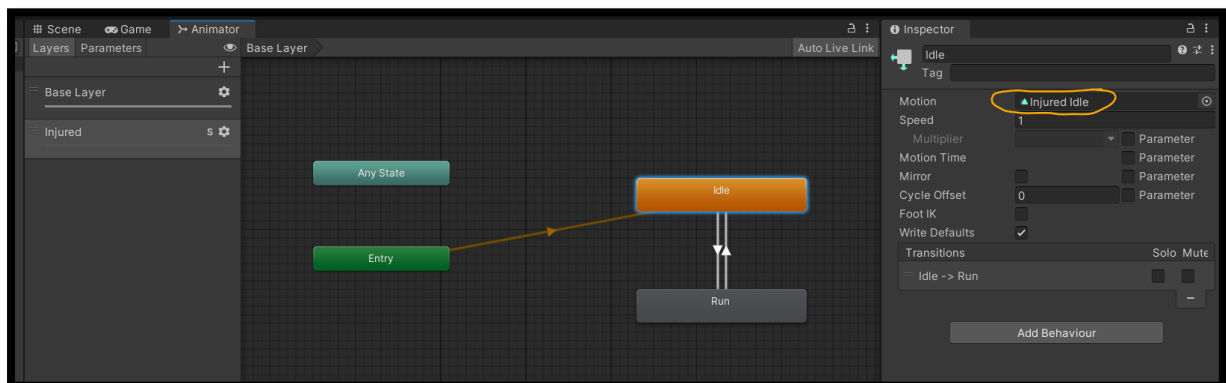 Scene Game Animator
Layers Parameters
Base Layer
Auto Live Link
Base Layer
Injured S
Any State
Entry
Idle
Run
Inspector
Idle
Tag
Motion Injured Idle
Speed 1
Multiplier Parameter
Motion Time Parameter
Mirror Parameter
Cycle Offset 0 Parameter
Foot IK
Write Defaults
Transitions Solo Mute
Idle -> Run
Add Behaviour